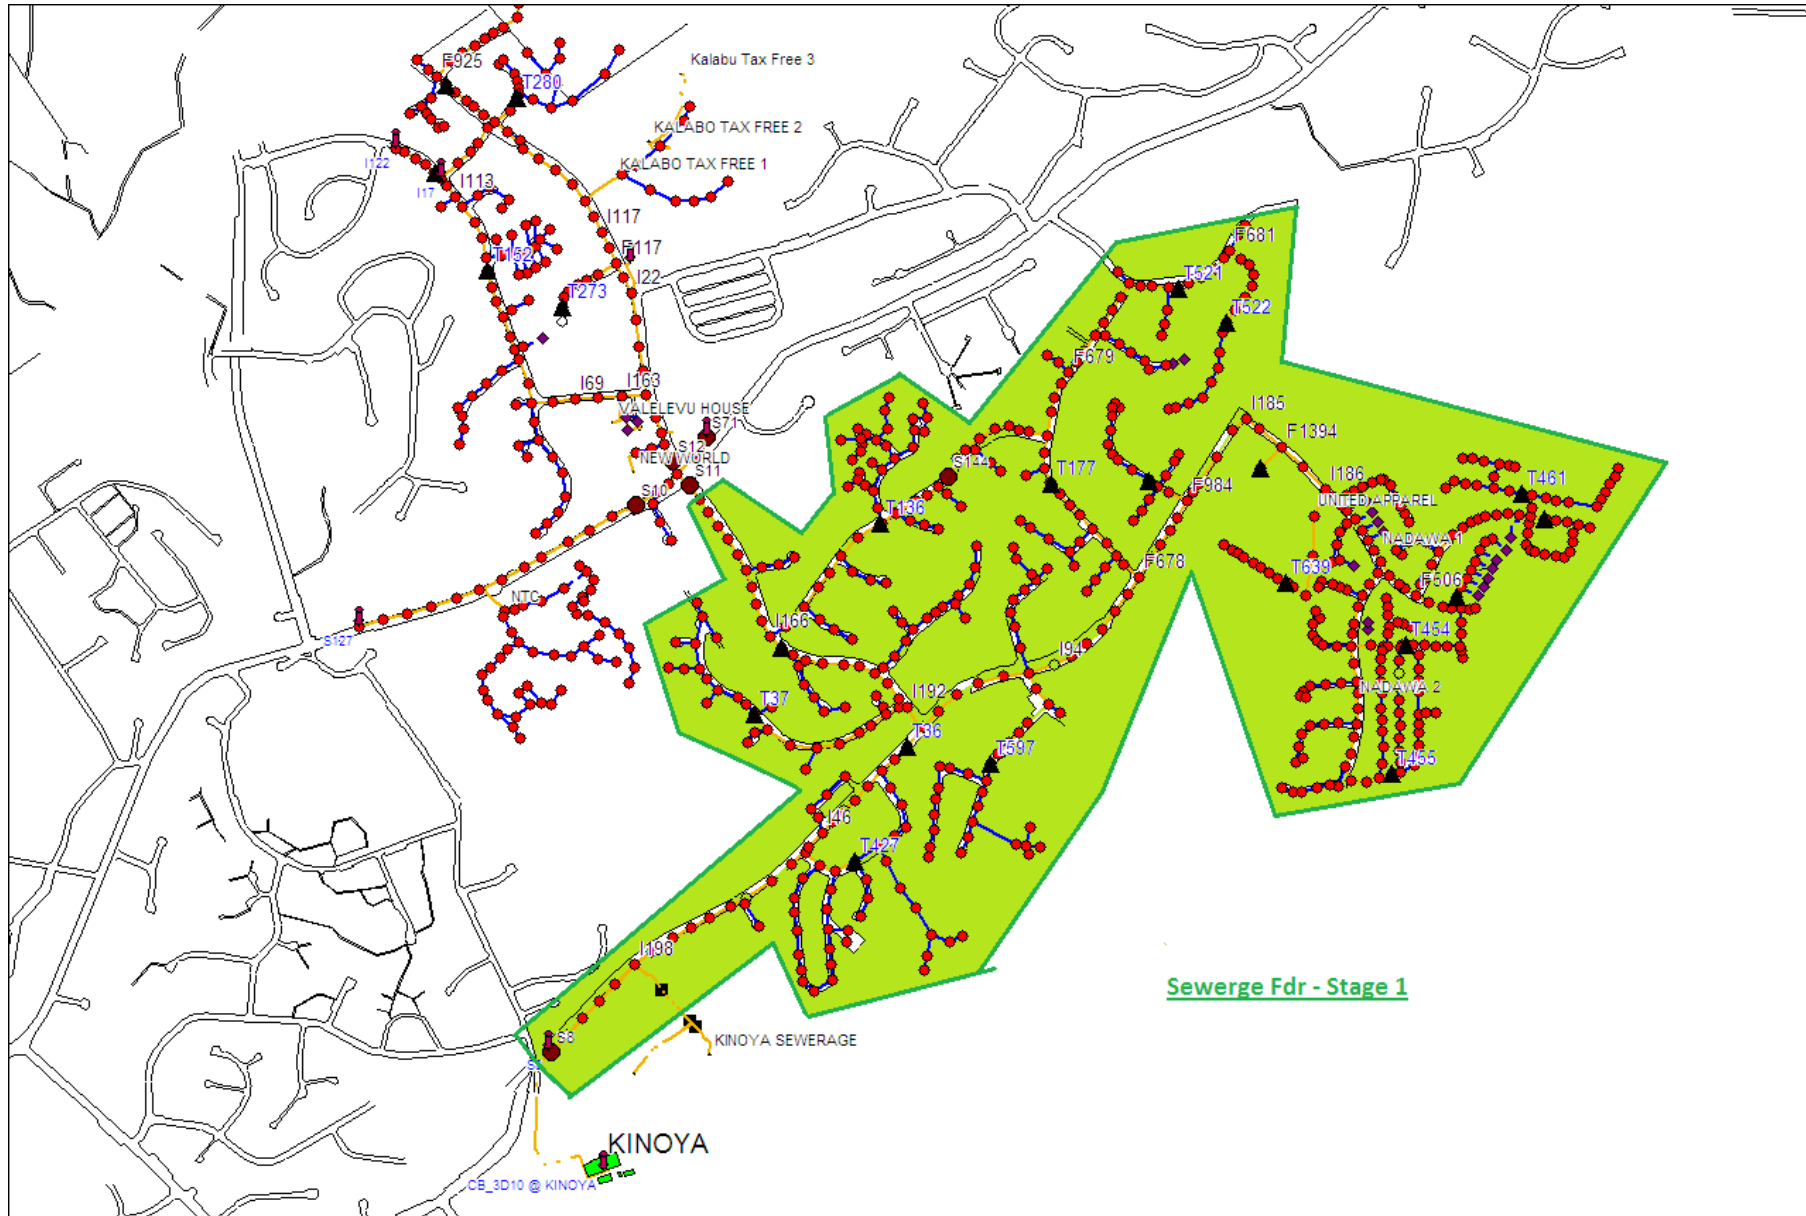 F925
Kalabu Tax Free 3
T280
KALABO TAX FREE 2
I122
KALABO TAX FREE 1
I17
I113
I117
F681
F117
T152
I22
T521
T273
T522
F679
I69
I163
VALELEVU HOUSE
I185
S71
F1394
S12
NEW WORLD
S11
S144
T177
I186
T461
S10
F984
UNITED APPAREL
T136
NADAWA 1
F678
T639
F506
NTC
I166
T454
S127
I94
NADAWA 2
T37
I192
T36
T597
T455
I46
T427
I198
Sewerge Fdr - Stage 1
S8
KINOYA SEWERAGE
KINOYA
CB_3D10 @ KINOYA